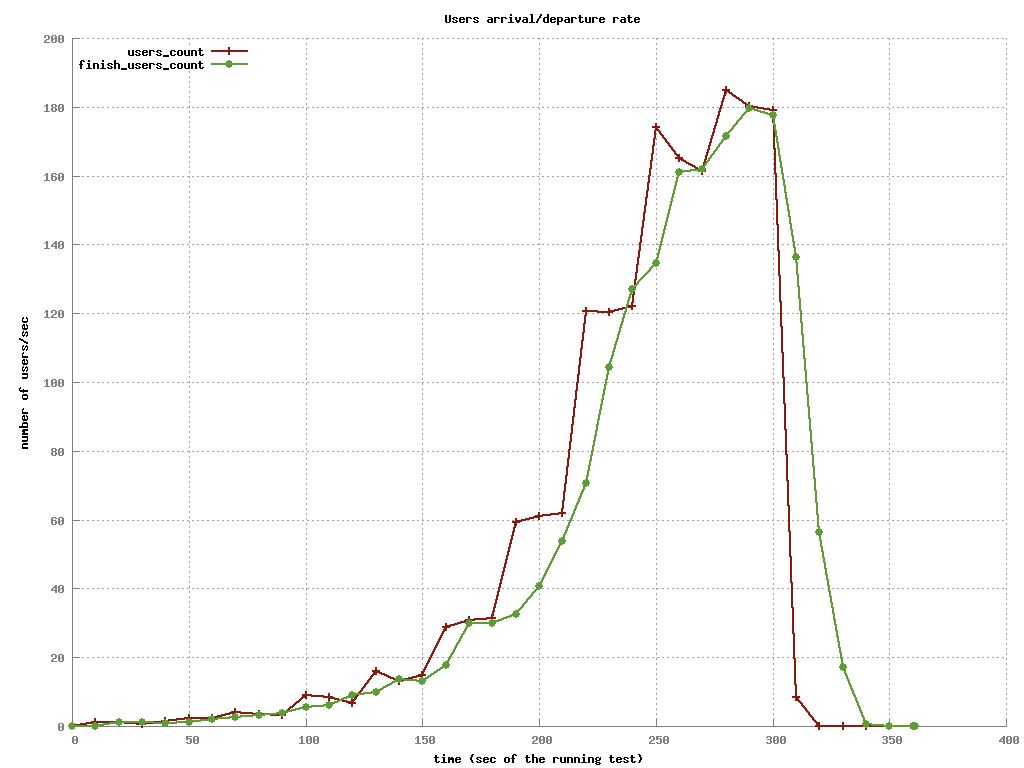 Users arrival/departure rate
users_count
finish_users_count
200
180
160
140
120
100
80
60
40
20
0
number of users/sec
0 50 100 150 200 250 300 350 400
time (sec of the running test)